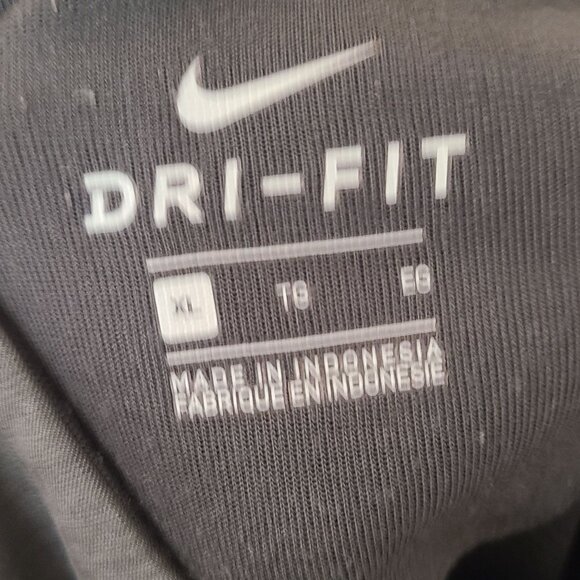 DRI-FIT
XL TG EG
MADE IN INDONESIA
FABRIQUE EN INDONESIE